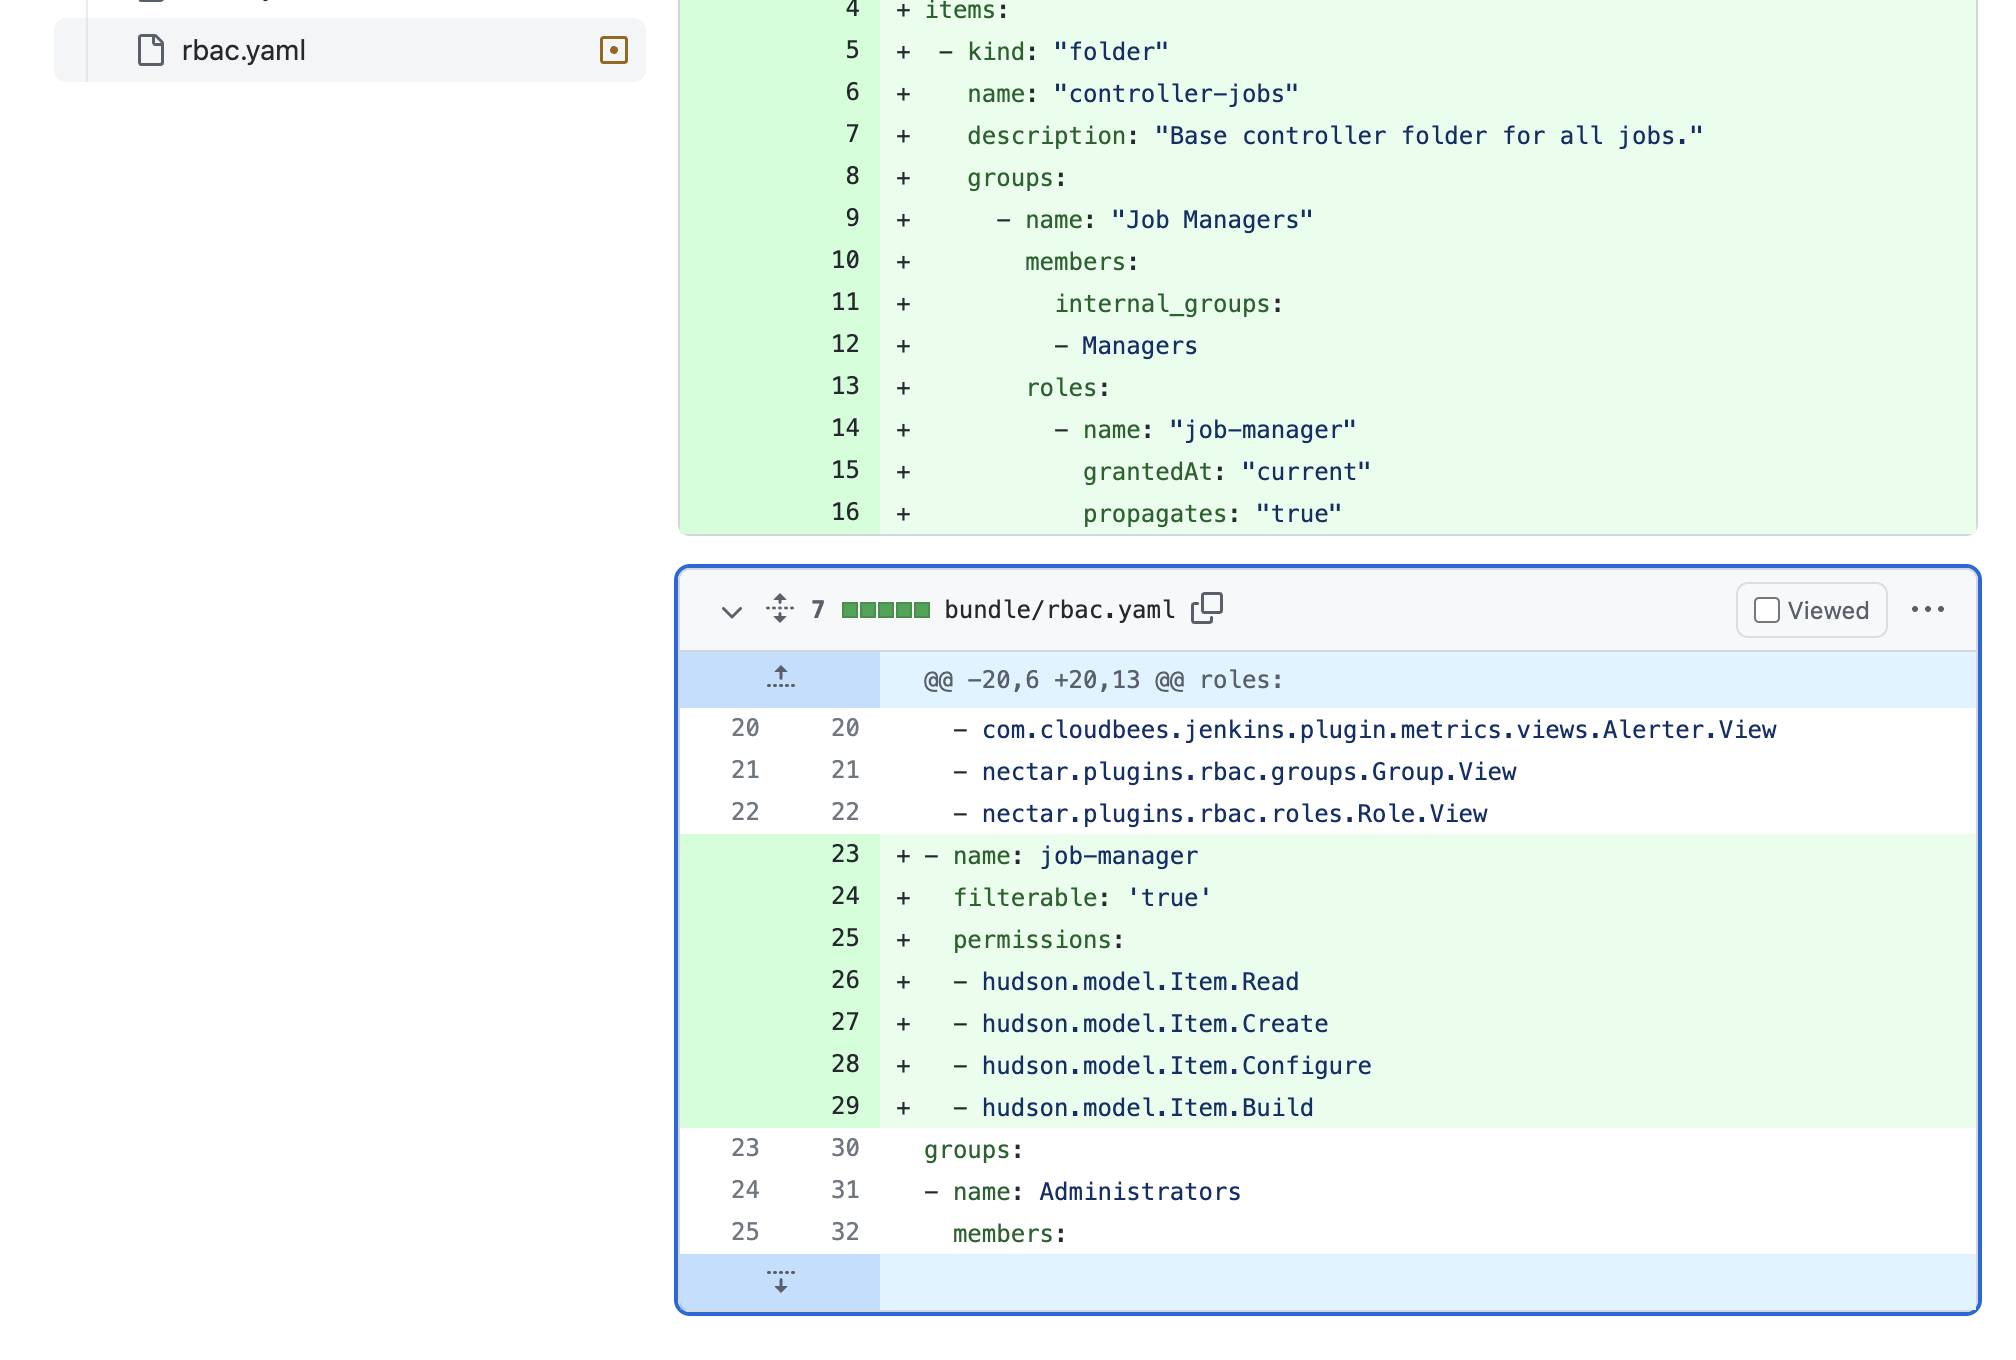 rbac.yaml
4 + items:
5 + - kind: "folder"
6 + name: "controller-jobs"
7 + description: "Base controller folder for all jobs."
8 + groups:
9 + - name: "Job Managers"
10 + members:
11 + internal_groups:
12 + - Managers
13 + roles:
14 + - name: "job-manager"
15 + grantedAt: "current"
16 + propagates: "true"
7 bundle/rbac.yaml Viewed
@@ -20,6 +20,13 @@ roles:
20 20 - com.cloudbees.jenkins.plugin.metrics.views.Alerter.View
21 21 - nectar.plugins.rbac.groups.Group.View
22 22 - nectar.plugins.rbac.roles.Role.View
23 + - name: job-manager
24 + filterable: 'true'
25 + permissions:
26 + - hudson.model.Item.Read
27 + - hudson.model.Item.Create
28 + - hudson.model.Item.Configure
29 + - hudson.model.Item.Build
23 30 groups:
24 31 - name: Administrators
25 32 members: